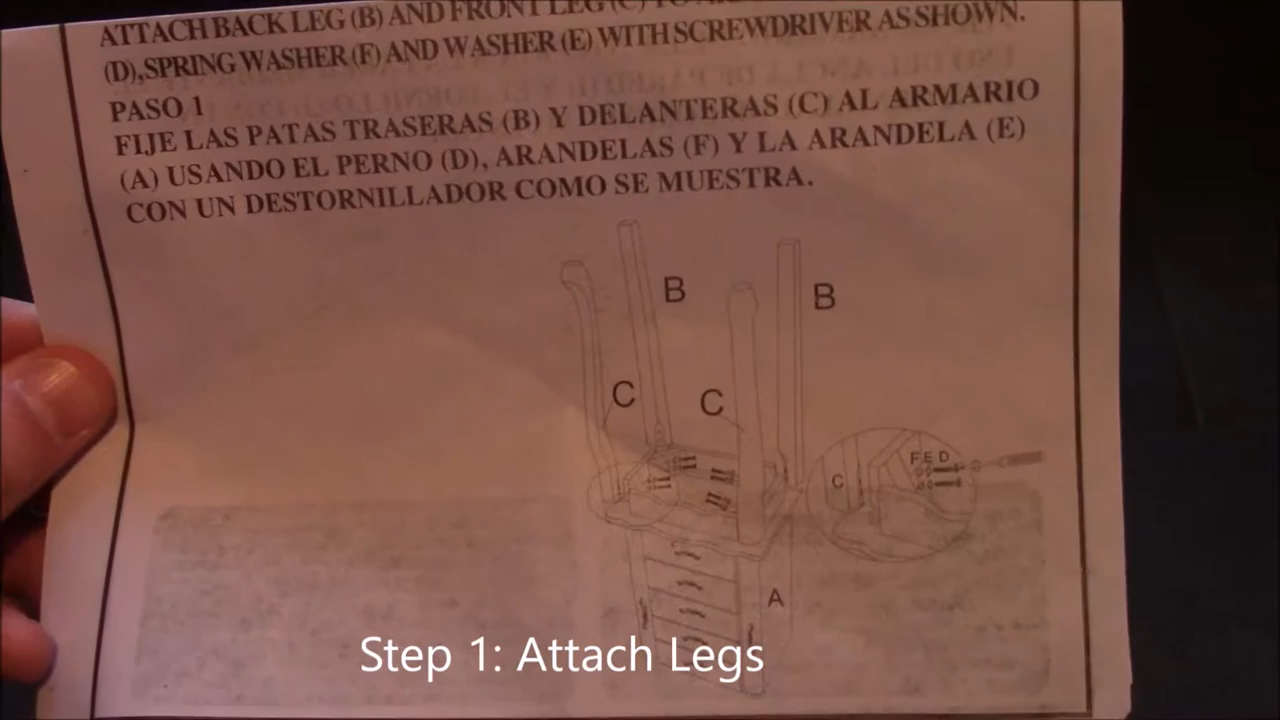 ATTACH BACK LEG (B) AND FRONT LEG (C) TO
(D),SPRING WASHER (F) AND WASHER (E) WITH SCREWDRIVER AS SHOWN.
PASO 1
FIJE LAS PATAS TRASERAS (B) Y DELANTERAS (C) AL ARMARIO
(A) USANDO EL PERNO (D), ARANDELAS (F) Y LA ARANDELA (E)
CON UN DESTORNILLADOR COMO SE MUESTRA.
B
B
C
C
F E D
C
A
Step 1: Attach Legs